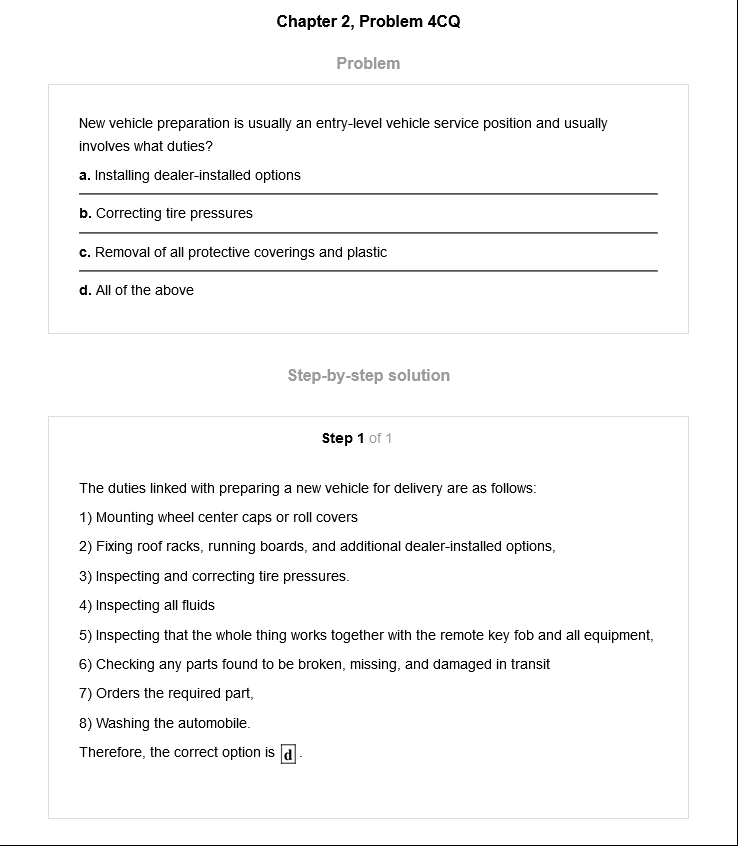 Chapter 2, Problem 4CQ
Problem
New vehicle preparation is usually an entry-level vehicle service position and usually
involves what duties?
a. Installing dealer-installed options
b. Correcting tire pressures
c. Removal of all protective coverings and plastic
d. All of the above
Step-by-step solution
Step 1 of 1
The duties linked with preparing a new vehicle for delivery are as follows:
1) Mounting wheel center caps or roll covers
2) Fixing roof racks, running boards, and additional dealer-installed options,
3) Inspecting and correcting tire pressures.
4) Inspecting all fluids
5) Inspecting that the whole thing works together with the remote key fob and all equipment,
6) Checking any parts found to be broken, missing, and damaged in transit
7) Orders the required part,
8) Washing the automobile.
Therefore, the correct option is d .